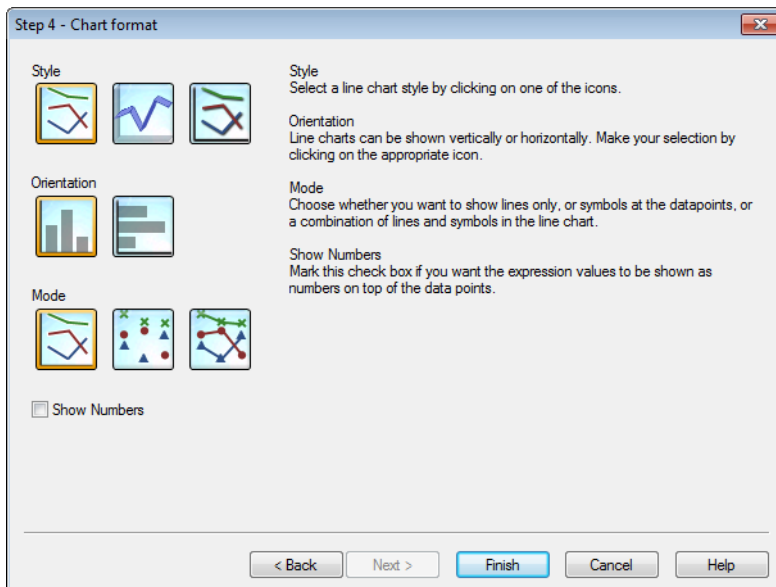 Step 4 - Chart format
Style
Orientation
Mode
Show Numbers
Style
Select a line chart style by clicking on one of the icons.
Orientation
Line charts can be shown vertically or horizontally. Make your selection by
clicking on the appropriate icon.
Mode
Choose whether you want to show lines only, or symbols at the datapoints, or
a combination of lines and symbols in the line chart.
Show Numbers
Mark this check box if you want the expression values to be shown as
numbers on top of the data points.
< Back
Next >
Finish
Cancel
Help